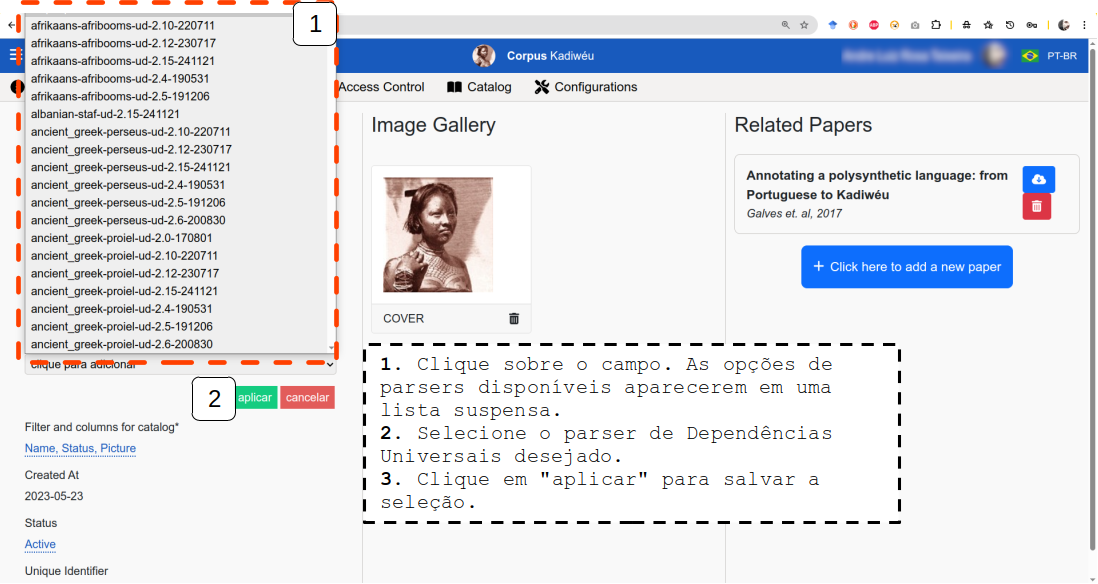 1
afrikaans-afribooms-ud-2.10-220711
afrikaans-afribooms-ud-2.12-230717
afrikaans-afribooms-ud-2.15-241121
afrikaans-afribooms-ud-2.4-190531
afrikaans-afribooms-ud-2.5-191206
albanian-staf-ud-2.15-241121
ancient_greek-perseus-ud-2.10-220711
ancient_greek-perseus-ud-2.12-230717
ancient_greek-perseus-ud-2.15-241121
ancient_greek-perseus-ud-2.4-190531
ancient_greek-perseus-ud-2.5-191206
ancient_greek-perseus-ud-2.6-200830
ancient_greek-proiel-ud-2.0-170801
ancient_greek-proiel-ud-2.10-220711
ancient_greek-proiel-ud-2.12-230717
ancient_greek-proiel-ud-2.15-241121
ancient_greek-proiel-ud-2.4-190531
ancient_greek-proiel-ud-2.5-191206
ancient_greek-proiel-ud-2.6-200830
clique para adicionar
2
aplicar cancelar
Filter and columns for catalog*
Name, Status, Picture
Created At
2023-05-23
Status
Active
Unique Identifier
Corpus Kadiwéu
PT-BR
Access Control Catalog Configurations
Image Gallery
COVER
Related Papers
Annotating a polysynthetic language: from
Portuguese to Kadiwéu
Galves et. al, 2017
+ Click here to add a new paper
1. Clique sobre o campo. As opções de
parsers disponíveis aparecerem em uma
lista suspensa.
2. Selecione o parser de Dependências
Universais desejado.
3. Clique em "aplicar" para salvar a
seleção.